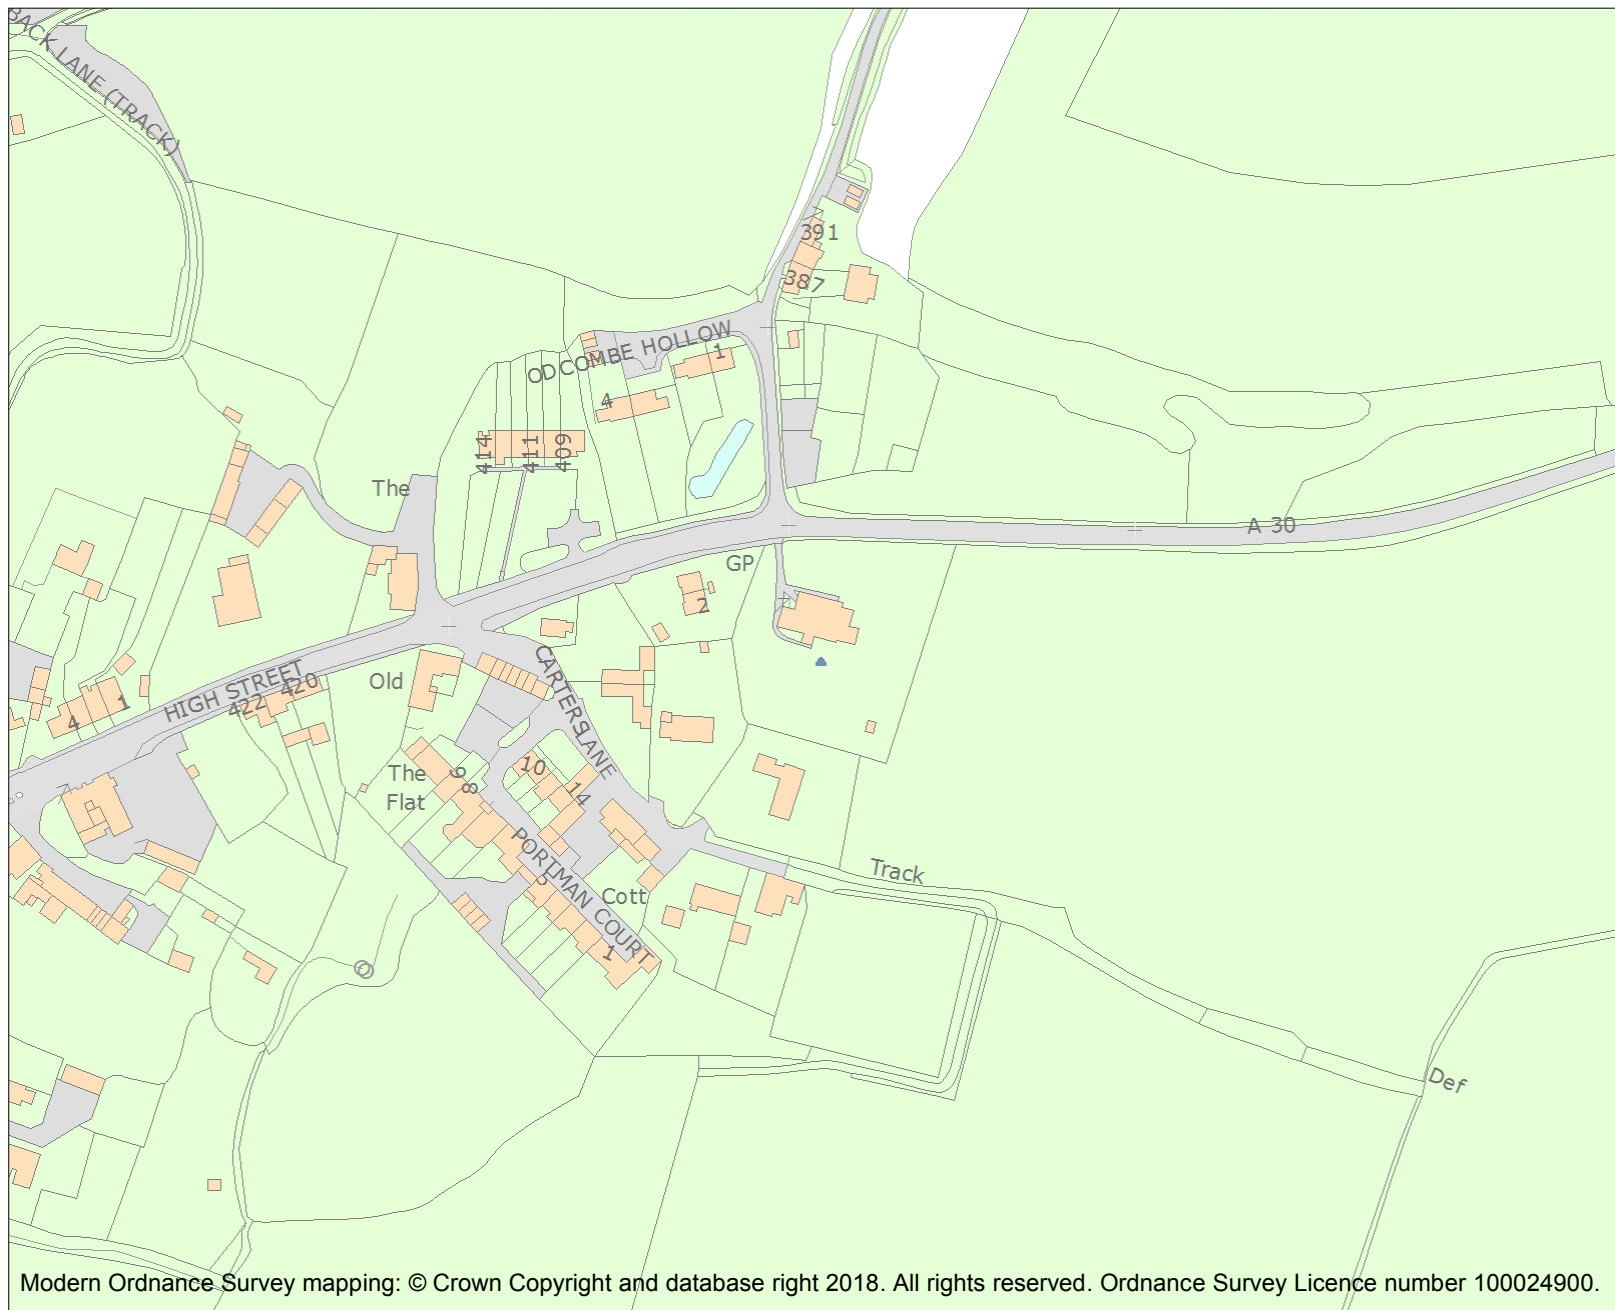 BACK LANE (TRACK)
391
387
ODCOMBE HOLLOW
1
4
414
411
409
The
A 30
GP
2
HIGH STREET
Old
CARTERS LANE
420
422
4
1
The
Flat
6
8
10
14
PORTMAN COURT
5
Cott
1
Track
Def
Modern Ordnance Survey mapping: © Crown Copyright and database right 2018. All rights reserved. Ordnance Survey Licence number 100024900.